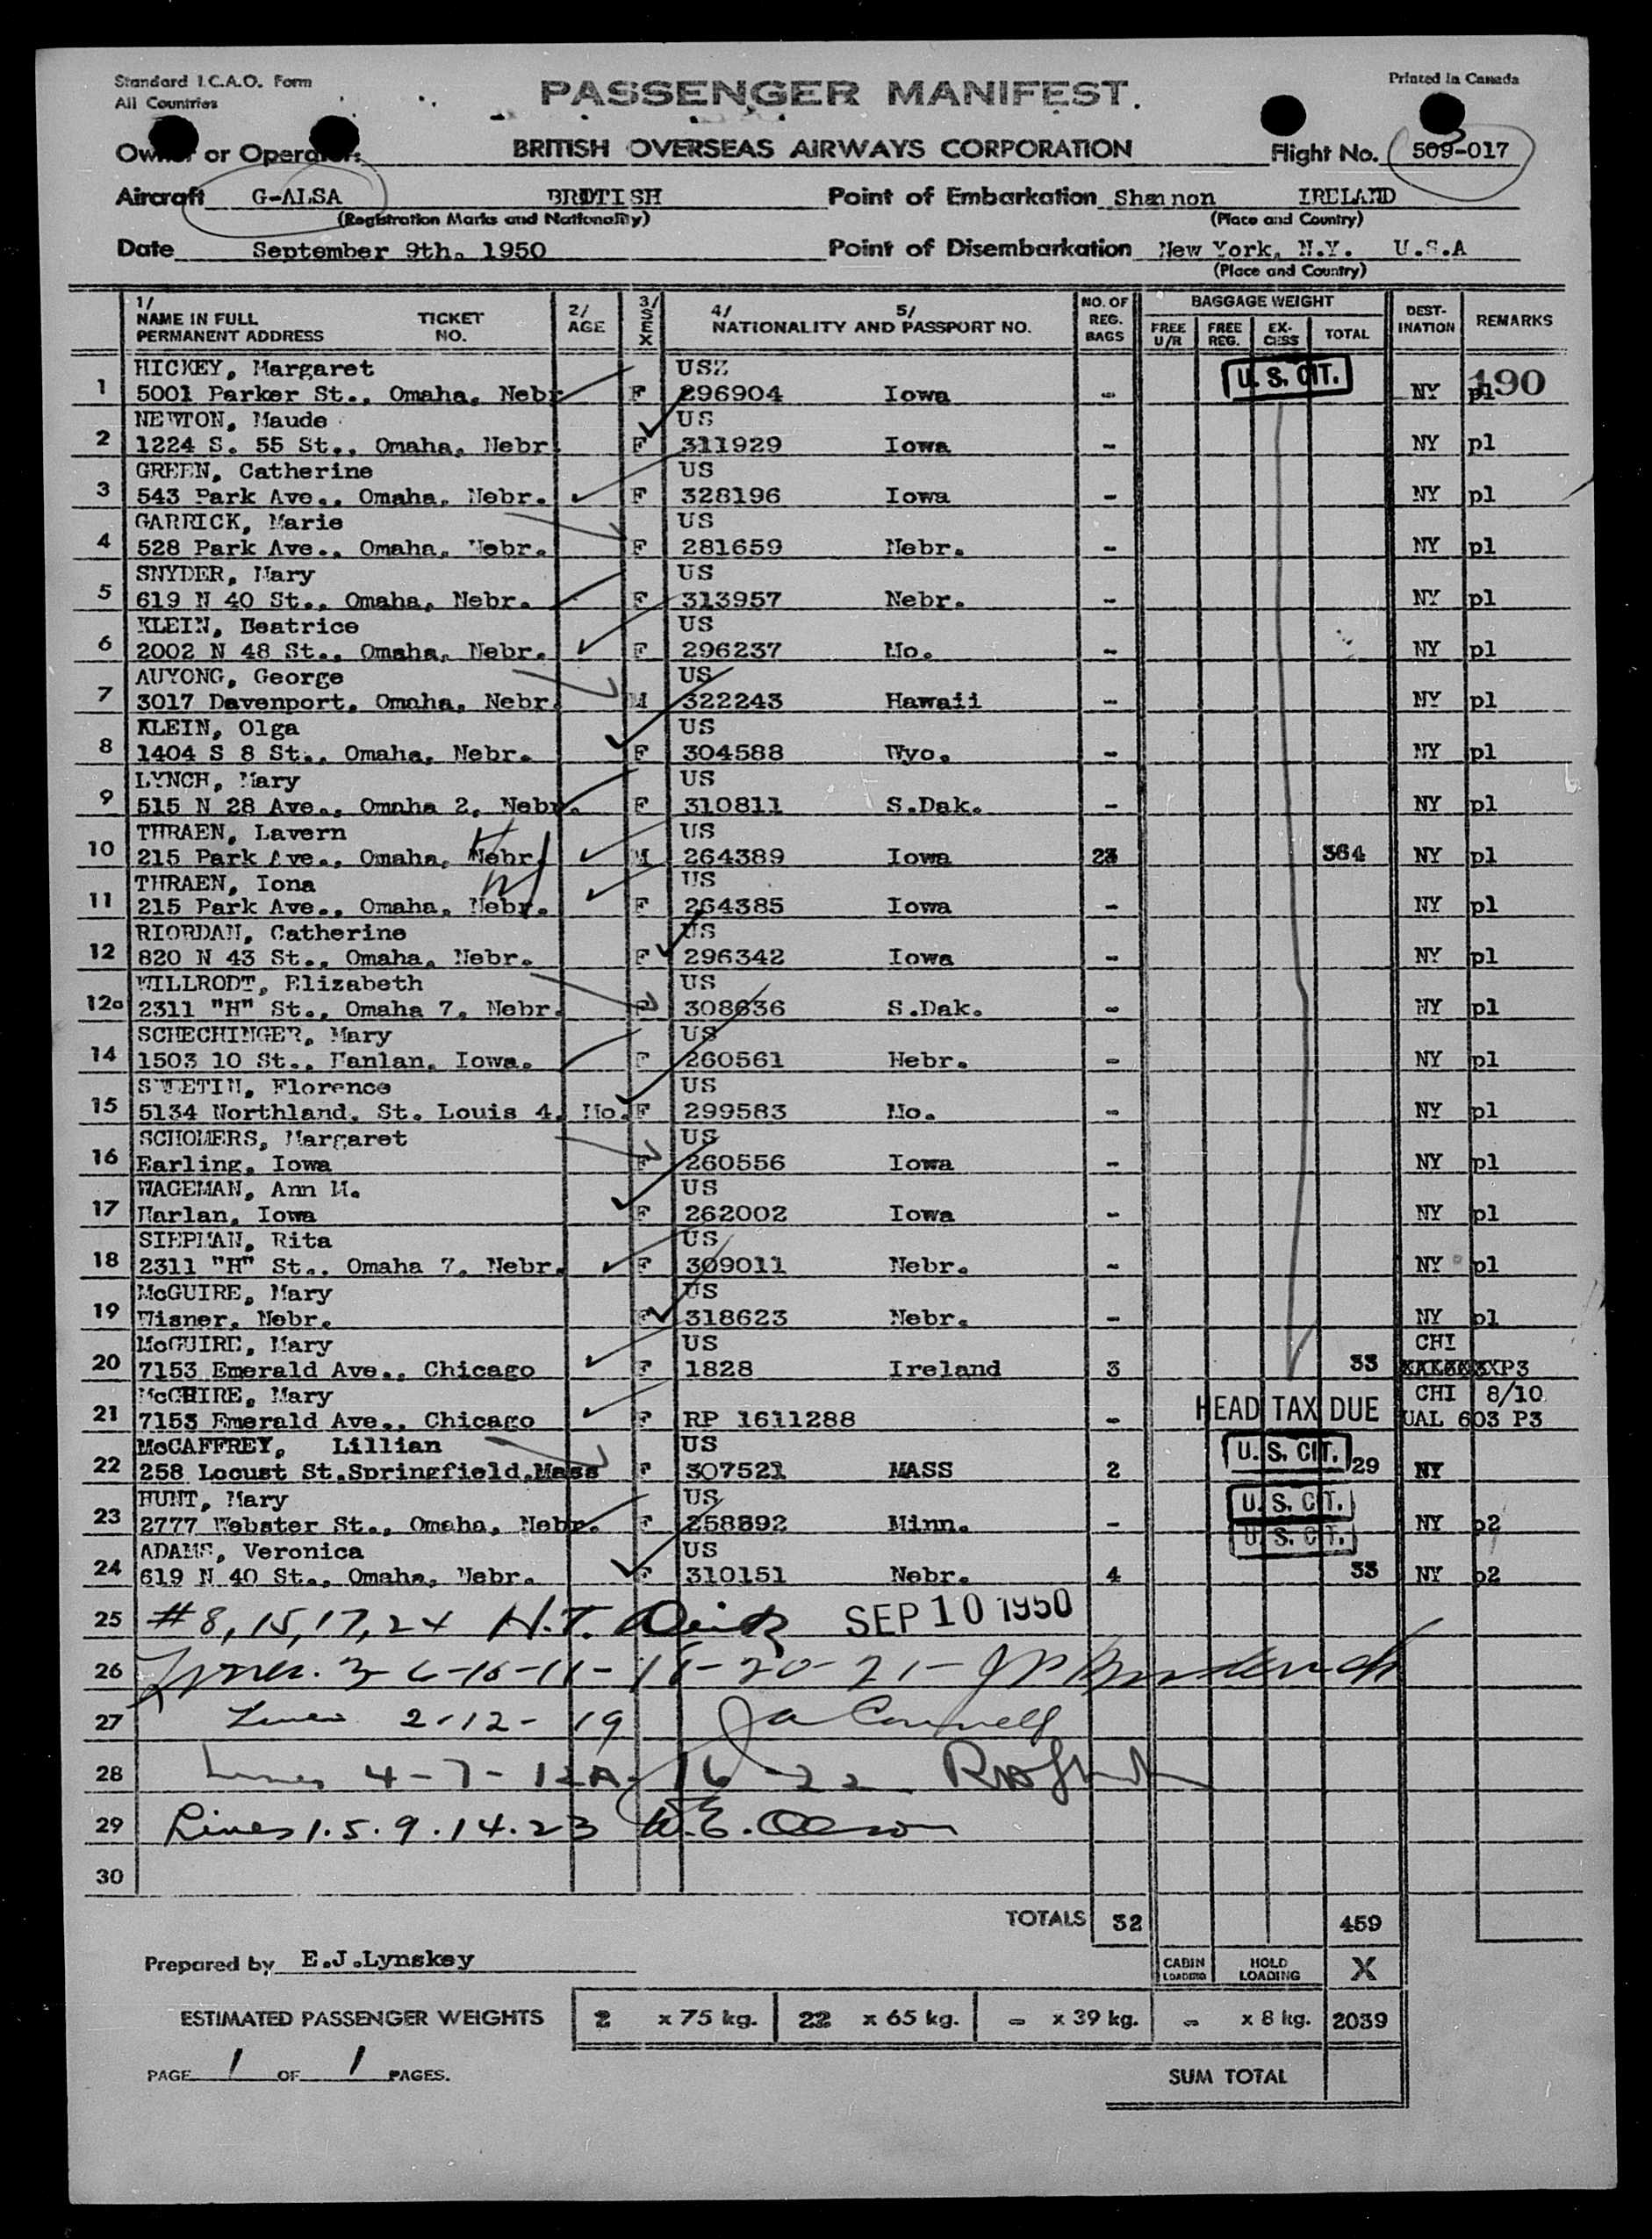 Standard I.C.A.O. Form
All Countries
PASSENGER MANIFEST.
Printed in Canada
Owner or Operator: BRITISH OVERSEAS AIRWAYS CORPORATION Flight No. 509-017
Aircraft G-ALSA BRITISH Point of Embarkation Shannon IRELAND
(Registration Marks and Nationality) (Place and Country)
Date September 9th. 1950 Point of Disembarkation New York, N.Y. U.S.A
(Place and Country)
1/ NAME IN FULL PERMANENT ADDRESS TICKET NO. 2/ AGE 3/ SEX 4/ 5/ NATIONALITY AND PASSPORT NO. NO. OF REG. BAGS BAGGAGE WEIGHT FREE U/R FREE REG. EX-CESS TOTAL DEST-INATION REMARKS
HICKEY, Margaret US U.S. CIT. 190
1 5001 Parker St., Omaha, Nebr F 296904 Iowa - NY pl
NEWTON, Maude US
2 1224 S. 55 St., Omaha, Nebr. F 311929 Iowa - NY pl
GREEN, Catherine US
3 543 Park Ave., Omaha, Nebr. F 328196 Iowa - NY pl
GARRICK, Marie US
4 528 Park Ave., Omaha, Nebr. F 281659 Nebr. - NY pl
SNYDER, Mary US
5 619 N 40 St., Omaha, Nebr. F 313957 Nebr. - NY pl
KLEIN, Beatrice US
6 2002 N 48 St., Omaha, Nebr. F 296237 Mo. - NY pl
AUYONG, George US
7 3017 Davenport, Omaha, Nebr. M 322243 Hawaii - NY pl
KLEIN, Olga US
8 1404 S 8 St., Omaha, Nebr. F 304588 Wyo. - NY pl
LYNCH, Mary US
9 515 N 28 Ave., Omaha 2, Nebr. F 310811 S.Dak. - NY pl
THRAEN, Lavern US
10 215 Park Ave., Omaha, Nebr. M 264389 Iowa 23 364 NY pl
THRAEN, Iona US
11 215 Park Ave., Omaha, Nebr. F 264385 Iowa - NY pl
RIORDAN, Catherine US
12 820 N 43 St., Omaha, Nebr. F 296342 Iowa - NY pl
WILLRODT, Elizabeth US
12a 2311 "H" St., Omaha 7, Nebr. F 308636 S.Dak. - NY pl
SCHECHINGER, Mary US
14 1503 10 St., Hanlan, Iowa. F 260561 Nebr. - NY pl
SWETIN, Florence US
15 5134 Northland, St. Louis 4, Mo. F 299583 Mo. - NY pl
SCHOMERS, Margaret US
16 Earling, Iowa F 260556 Iowa - NY pl
WAGEMAN, Ann M. US
17 Harlan, Iowa F 262002 Iowa - NY pl
SIEPMAN, Rita US
18 2311 "H" St., Omaha 7, Nebr. F 309011 Nebr. - NY pl
McGUIRE, Mary US
19 Wisner, Nebr. F 318623 Nebr. - NY pl
McGUIRE, Mary US CHI
20 7153 Emerald Ave., Chicago F 1828 Ireland 3 33 P3
McGHIRE, Mary HEAD TAX DUE CHI 8/10
21 7153 Emerald Ave., Chicago F RP 1611288 - UAL 603 P3
McCAFFREY, Lillian US U.S. CIT.
22 258 Locust St.Springfield,Mass F 307521 MASS 2 29 NY
HUNT, Mary US U.S. CIT.
23 2777 Webster St., Omaha, Nebr. F 258892 Minn. - NY p2
ADAMS, Veronica US U.S. CIT.
24 619 N 40 St., Omaha, Nebr. F 310151 Nebr. 4 33 NY p2
25 #8,15,17,24 H.T. SEP 10 1950
26
27 Lines 2-12-19 JA Connell
28 Lines 4-7-12A-16-22
29 Lines 1.5.9.14.23 W.E. Olson
30
TOTALS 32 459
Prepared by E.J.Lynskey
CABIN LOADING HOLD LOADING X
ESTIMATED PASSENGER WEIGHTS 2 x 75 kg. 22 x 65 kg. - x 39 kg. - x 8 kg. 2039
PAGE 1 OF 1 PAGES.
SUM TOTAL